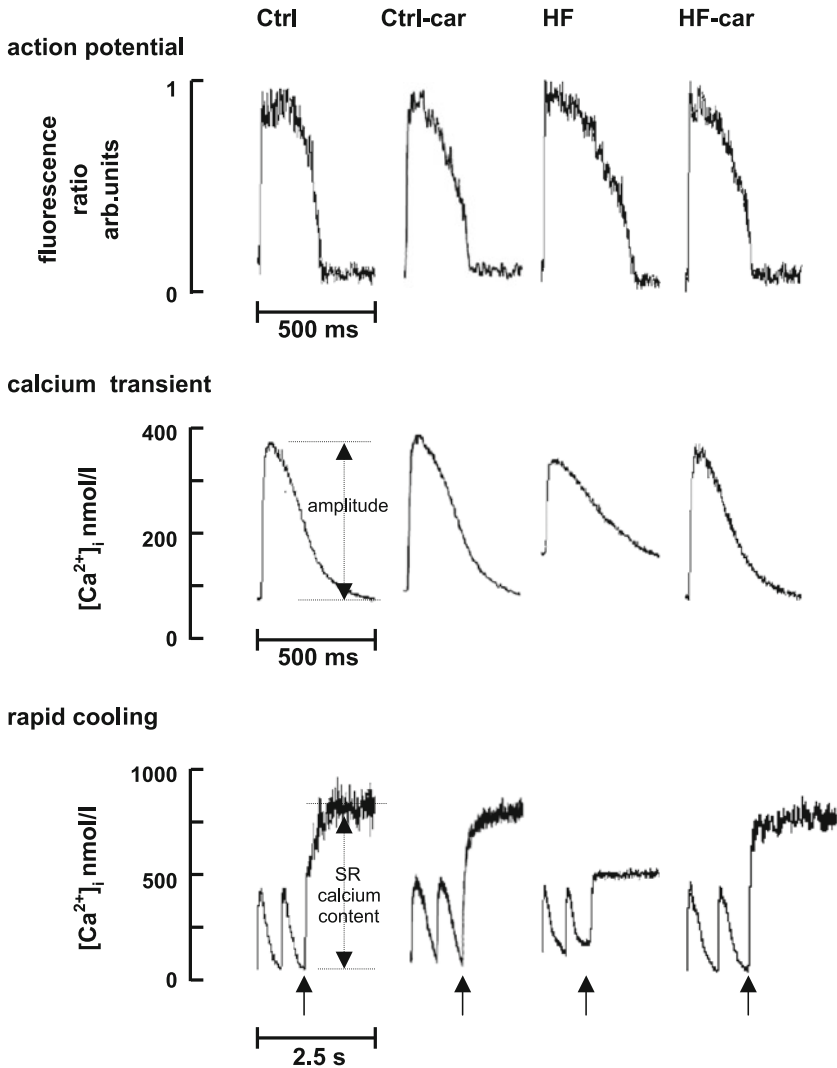 Ctrl Ctrl-car HF HF-car
action potential
fluorescence
ratio
arb.units
1
0
500 ms
calcium transient
[Ca²⁺]ᵢ nmol/l
400
200
0
amplitude
500 ms
rapid cooling
[Ca²⁺]ᵢ nmol/l
1000
750
500
250
0
SR
calcium
content
2.5 s